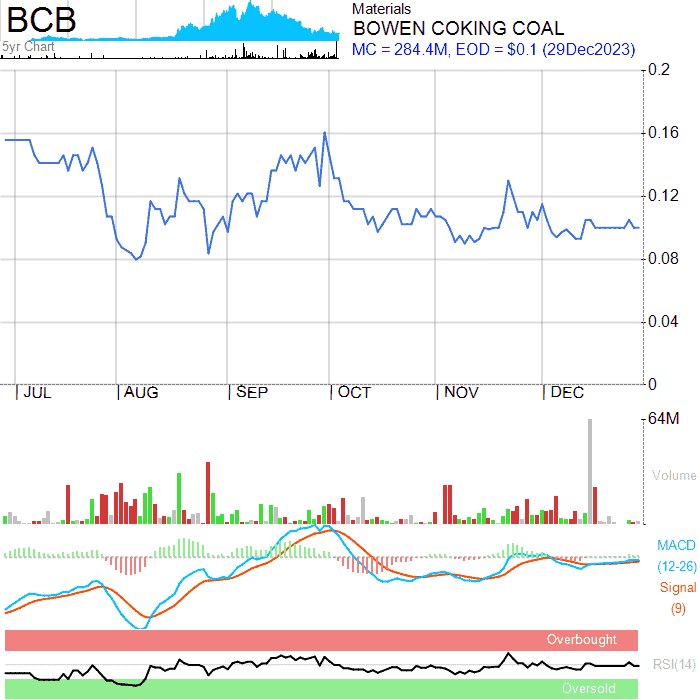 BCB
5yr Chart
Materials
BOWEN COKING COAL
MC = 284.4M, EOD = $0.1 (29Dec2023)
0.2
0.16
0.12
0.08
0.04
0
JUL
AUG
SEP
OCT
NOV
DEC
64M
Volume
MACD
(12-26)
Signal
(9)
Overbought
RSI(14)
Oversold